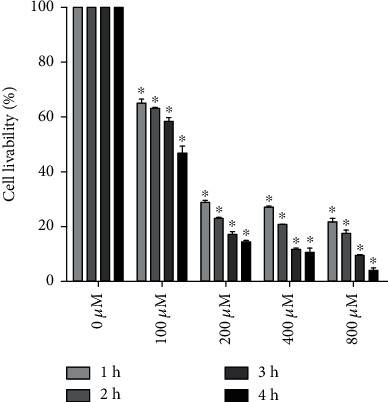 Cell livability (%)
100
80
60
40
20
0
* * * *
* * * *
* * * *
* * * *
0 μM
100 μM
200 μM
400 μM
800 μM
1 h
3 h
2 h
4 h